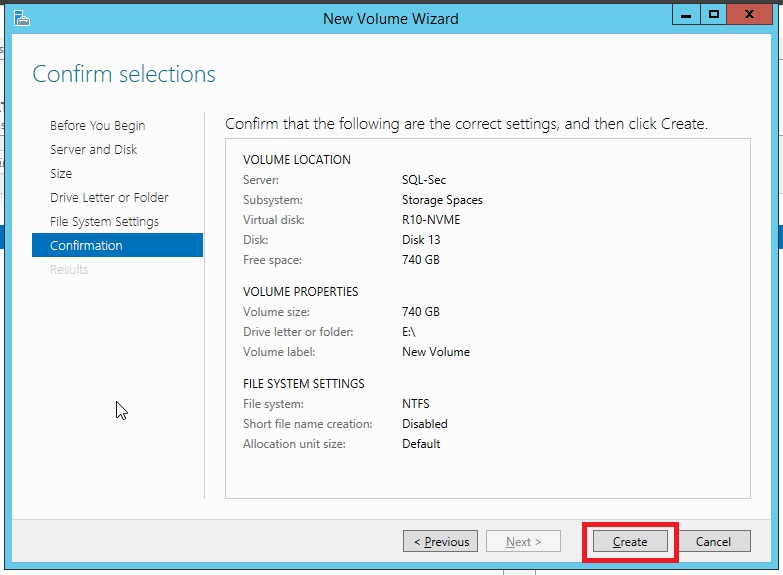 New Volume Wizard
Confirm selections
Before You Begin
Server and Disk
Size
Drive Letter or Folder
File System Settings
Confirmation
Results
Confirm that the following are the correct settings, and then click Create.
VOLUME LOCATION
Server: SQL-Sec
Subsystem: Storage Spaces
Virtual disk: R10-NVME
Disk: Disk 13
Free space: 740 GB
VOLUME PROPERTIES
Volume size: 740 GB
Drive letter or folder: E:\
Volume label: New Volume
FILE SYSTEM SETTINGS
File system: NTFS
Short file name creation: Disabled
Allocation unit size: Default
< Previous Next > Create Cancel